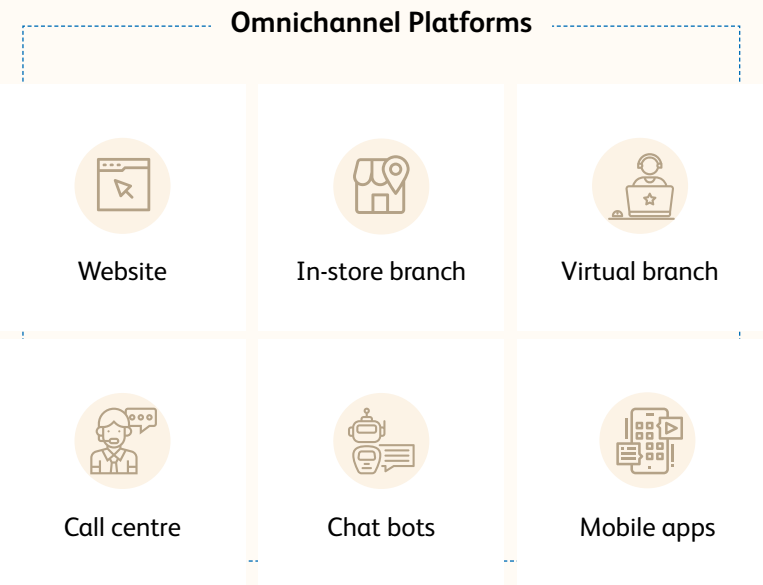 Omnichannel Platforms
Website
In-store branch
Virtual branch
Call centre
Chat bots
Mobile apps